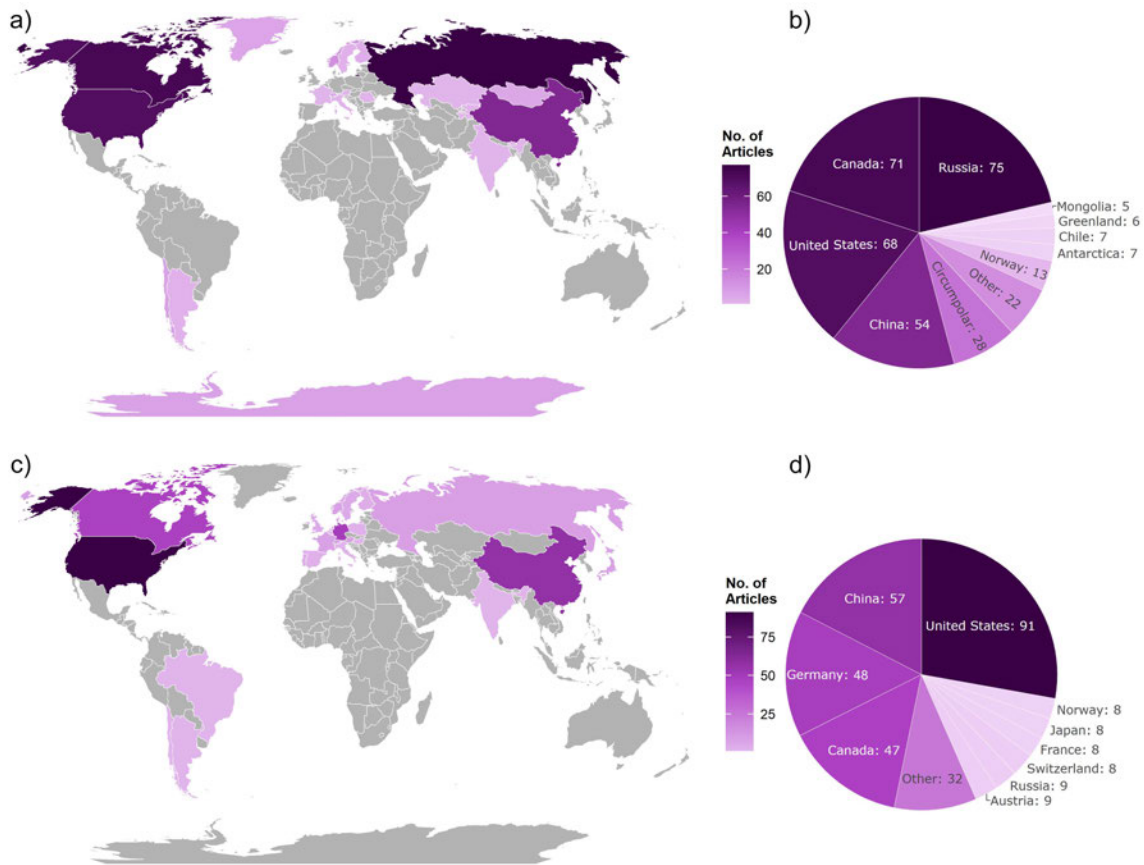 a)
b)
No. of
Articles
60
40
20
Canada: 71
Russia: 75
Mongolia: 5
Greenland: 6
Chile: 7
Antarctica: 7
Norway: 13
Other: 22
Circumpolar: 28
United States: 68
China: 54
c)
d)
No. of
Articles
75
50
25
China: 57
United States: 91
Germany: 48
Canada: 47
Other: 32
Norway: 8
Japan: 8
France: 8
Switzerland: 8
Russia: 9
Austria: 9